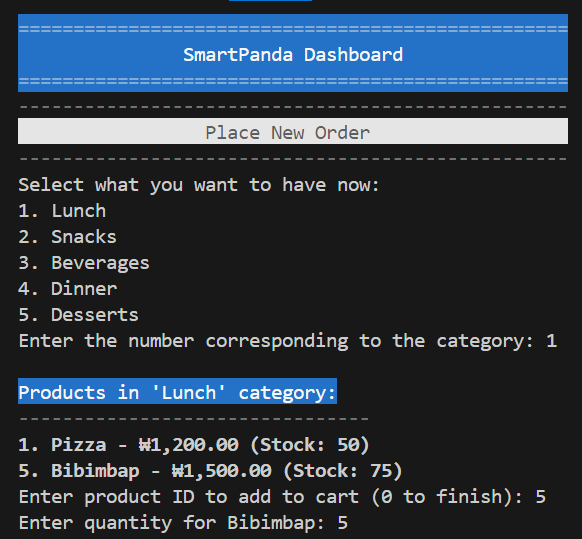 ==================================================
SmartPanda Dashboard
==================================================
--------------------------------------------------
Place New Order
--------------------------------------------------
Select what you want to have now:
1. Lunch
2. Snacks
3. Beverages
4. Dinner
5. Desserts
Enter the number corresponding to the category: 1
Products in 'Lunch' category:
--------------------------------
1. Pizza - ₩1,200.00 (Stock: 50)
5. Bibimbap - ₩1,500.00 (Stock: 75)
Enter product ID to add to cart (0 to finish): 5
Enter quantity for Bibimbap: 5